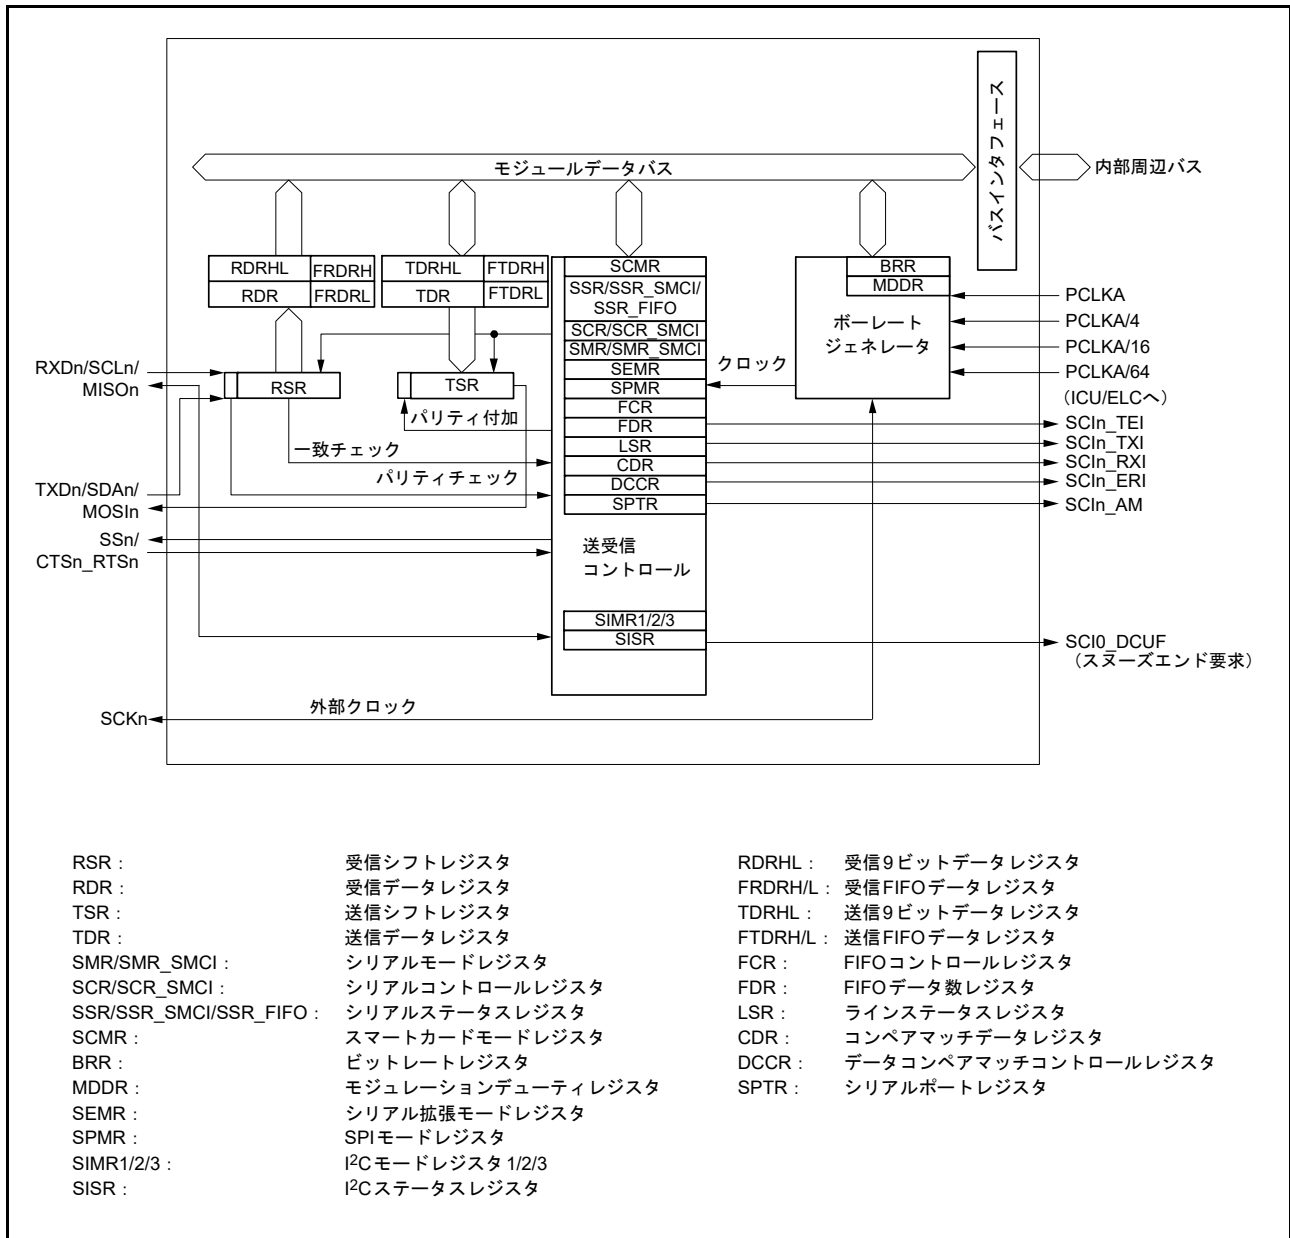 バスインタフェース
モジュールデータバス
内部周辺バス
RDRHL
FRDRH
RDR
FRDRL
TDRHL
FTDRH
TDR
FTDRL
SCMR
SSR/SSR_SMCI/
SSR_FIFO
SCR/SCR_SMCI
SMR/SMR_SMCI
SEMR
SPMR
FCR
FDR
LSR
CDR
DCCR
SPTR
送受信
コントロール
SIMR1/2/3
SISR
BRR
MDDR
ボーレート
ジェネレータ
クロック
PCLKA
PCLKA/4
PCLKA/16
PCLKA/64
（ICU/ELCへ）
SCIn_TEI
SCIn_TXI
SCIn_RXI
SCIn_ERI
SCIn_AM
SCI0_DCUF
（スヌーズエンド要求）
RXDn/SCLn/
MISOn
RSR
TSR
パリティ付加
一致チェック
パリティチェック
TXDn/SDAn/
MOSIn
SSn/
CTSn_RTSn
SCKn
外部クロック
RSR： 受信シフトレジスタ
RDR： 受信データレジスタ
TSR： 送信シフトレジスタ
TDR： 送信データレジスタ
SMR/SMR_SMCI： シリアルモードレジスタ
SCR/SCR_SMCI： シリアルコントロールレジスタ
SSR/SSR_SMCI/SSR_FIFO： シリアルステータスレジスタ
SCMR： スマートカードモードレジスタ
BRR： ビットレートレジスタ
MDDR： モジュレーションデューティレジスタ
SEMR： シリアル拡張モードレジスタ
SPMR： SPIモードレジスタ
SIMR1/2/3： I²Cモードレジスタ1/2/3
SISR： I²Cステータスレジスタ
RDRHL： 受信9ビットデータレジスタ
FRDRH/L： 受信FIFOデータレジスタ
TDRHL： 送信9ビットデータレジスタ
FTDRH/L： 送信FIFOデータレジスタ
FCR： FIFOコントロールレジスタ
FDR： FIFOデータ数レジスタ
LSR： ラインステータスレジスタ
CDR： コンペアマッチデータレジスタ
DCCR： データコンペアマッチコントロールレジスタ
SPTR： シリアルポートレジスタ